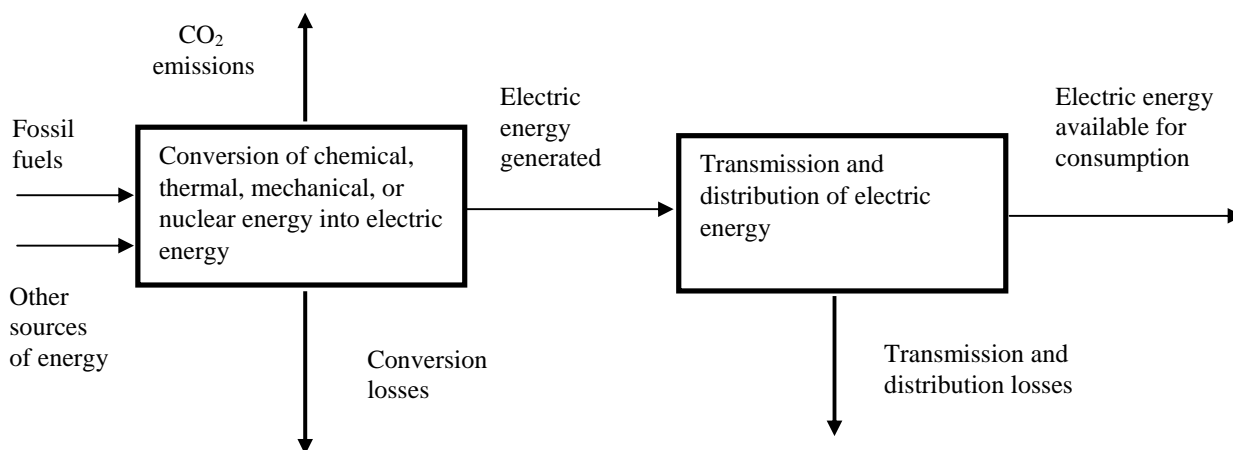 CO₂
emissions
Fossil
fuels
Conversion of chemical,
thermal, mechanical, or
nuclear energy into electric
energy
Electric
energy
generated
Transmission and
distribution of electric
energy
Electric energy
available for
consumption
Other
sources
of energy
Conversion
losses
Transmission and
distribution losses